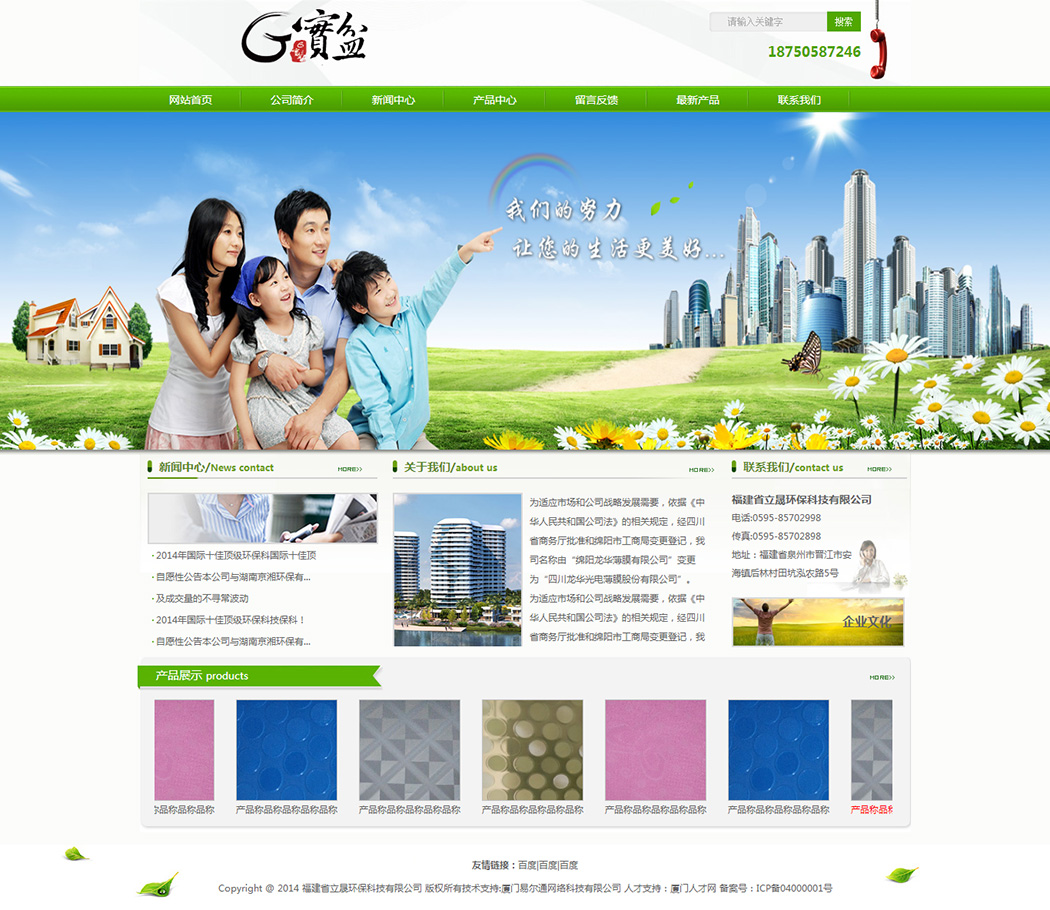 寳盆
请输入关键字
搜索
18750587246
网站首页 公司简介 新闻中心 产品中心 留言反馈 最新产品 联系我们
我们的努力
让您的生活更美好...
新闻中心/News contact
MORE>>
· 2014年国际十佳顶级环保科国际十佳顶
· 自愿性公告本公司与湖南京湘环保有...
· 及成交量的不寻常波动
· 2014年国际十佳顶级环保科技保科！
· 自愿性公告本公司与湖南京湘环保有...
关于我们/about us
MORE>>
为适应市场和公司战略发展需要，依据《中
华人民共和国公司法》的相关规定，经四川
省商务厅批准和绵阳市工商局变更登记，我
司名称由“绵阳龙华薄膜有限公司”变更
为“四川龙华光电薄膜股份有限公司”。
为适应市场和公司战略发展需要，依据《中
华人民共和国公司法》的相关规定，经四川
省商务厅批准和绵阳市工商局变更登记，我
联系我们/contact us
MORE>>
福建省立晟环保科技有限公司
电话:0595-85702998
传真:0595-85702898
地址：福建省泉州市晋江市安
海镇后林村田坑泓农路5号
企业文化
产品展示 products
MORE>>
称品称品称品称 产品称品称品称品称品称 产品称品称品称品称品称 产品称品称品称品称品称 产品称品称品称品称品称 产品称品称品称品称品称 产品称品称
友情链接：百度|百度|百度
Copyright @ 2014 福建省立晟环保科技有限公司 版权所有技术支持:厦门易尔通网络科技有限公司 人才支持：厦门人才网 备案号：ICP备04000001号